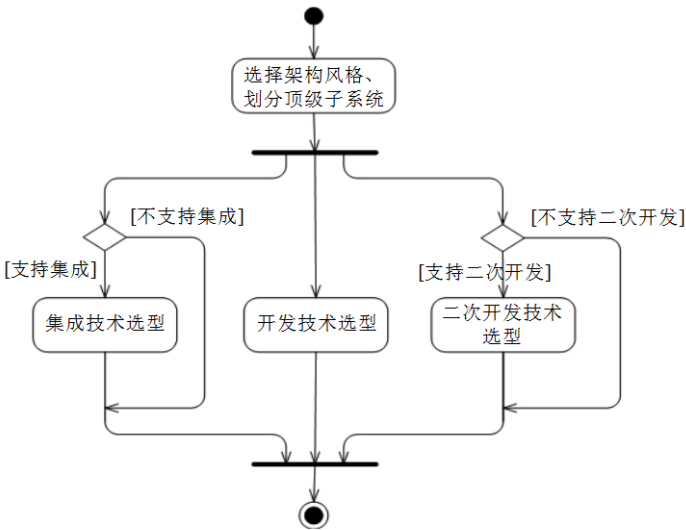 选择架构风格、
划分顶级子系统
[不支持集成]
[不支持二次开发]
[支持集成]
[支持二次开发]
集成技术选型
开发技术选型
二次开发技术
选型